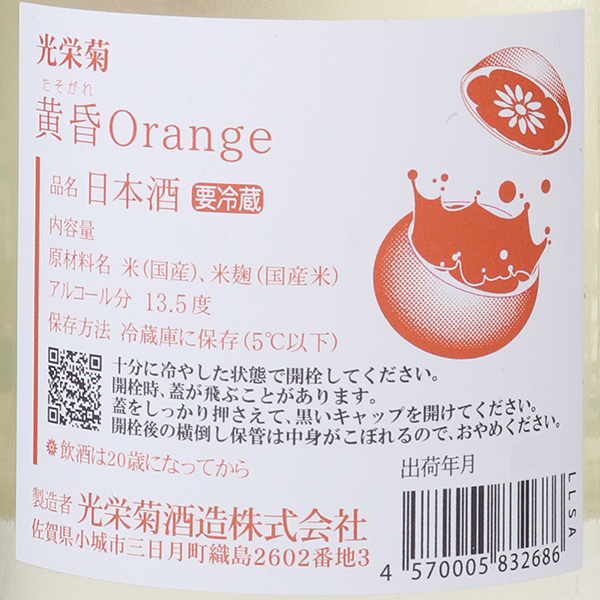 光栄菊
たそがれ
黄昏Orange
品名 日本酒 要冷蔵
内容量
原材料名 米(国産)、米麹(国産米)
アルコール分 13.5度
保存方法 冷蔵庫に保存(5℃以下)
十分に冷やした状態で開栓してください。
開栓時、蓋が飛ぶことがあります。
蓋をしっかり押さえて、黒いキャップを開けてください。
開栓後の横倒し保管は中身がこぼれるので、おやめください。
飲酒は20歳になってから
出荷年月
製造者 光栄菊酒造株式会社
佐賀県小城市三日月町織島2602番地3
4 570005 832686
LLSA